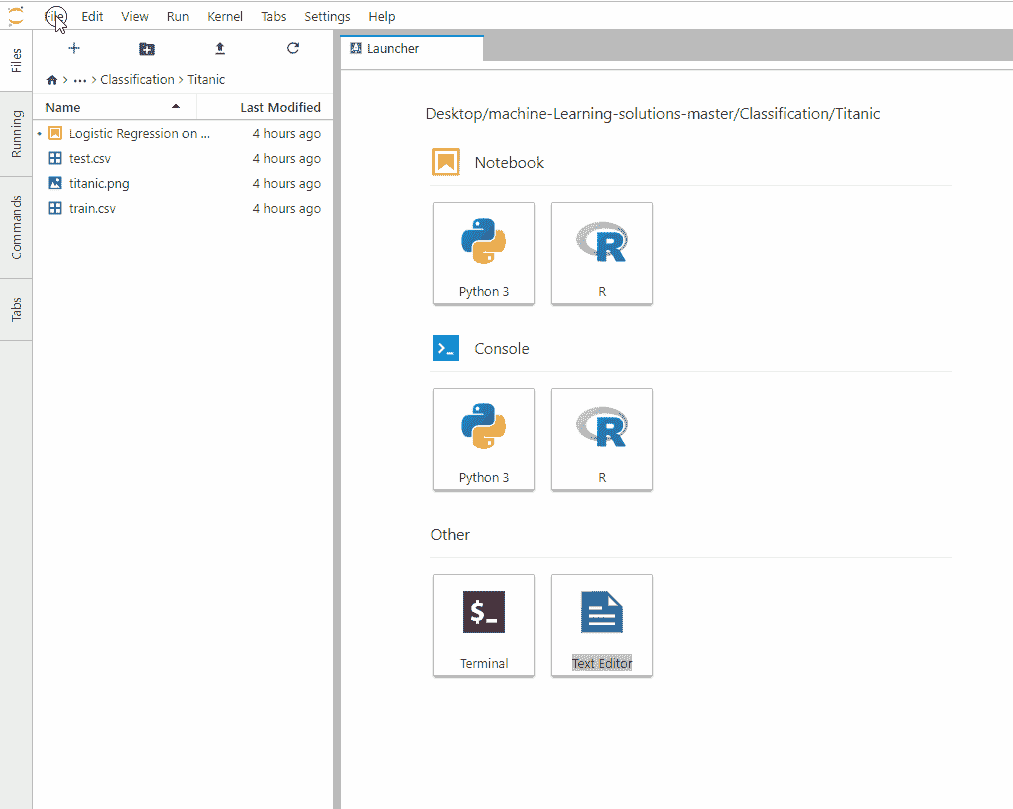 File Edit View Run Kernel Tabs Settings Help
Files
Running
Commands
Tabs
... > Classification > Titanic
Name Last Modified
Logistic Regression on ... 4 hours ago
test.csv 4 hours ago
titanic.png 4 hours ago
train.csv 4 hours ago
Launcher
Desktop/machine-Learning-solutions-master/Classification/Titanic
Notebook
Python 3 R
Console
Python 3 R
Other
$_
Terminal Text Editor